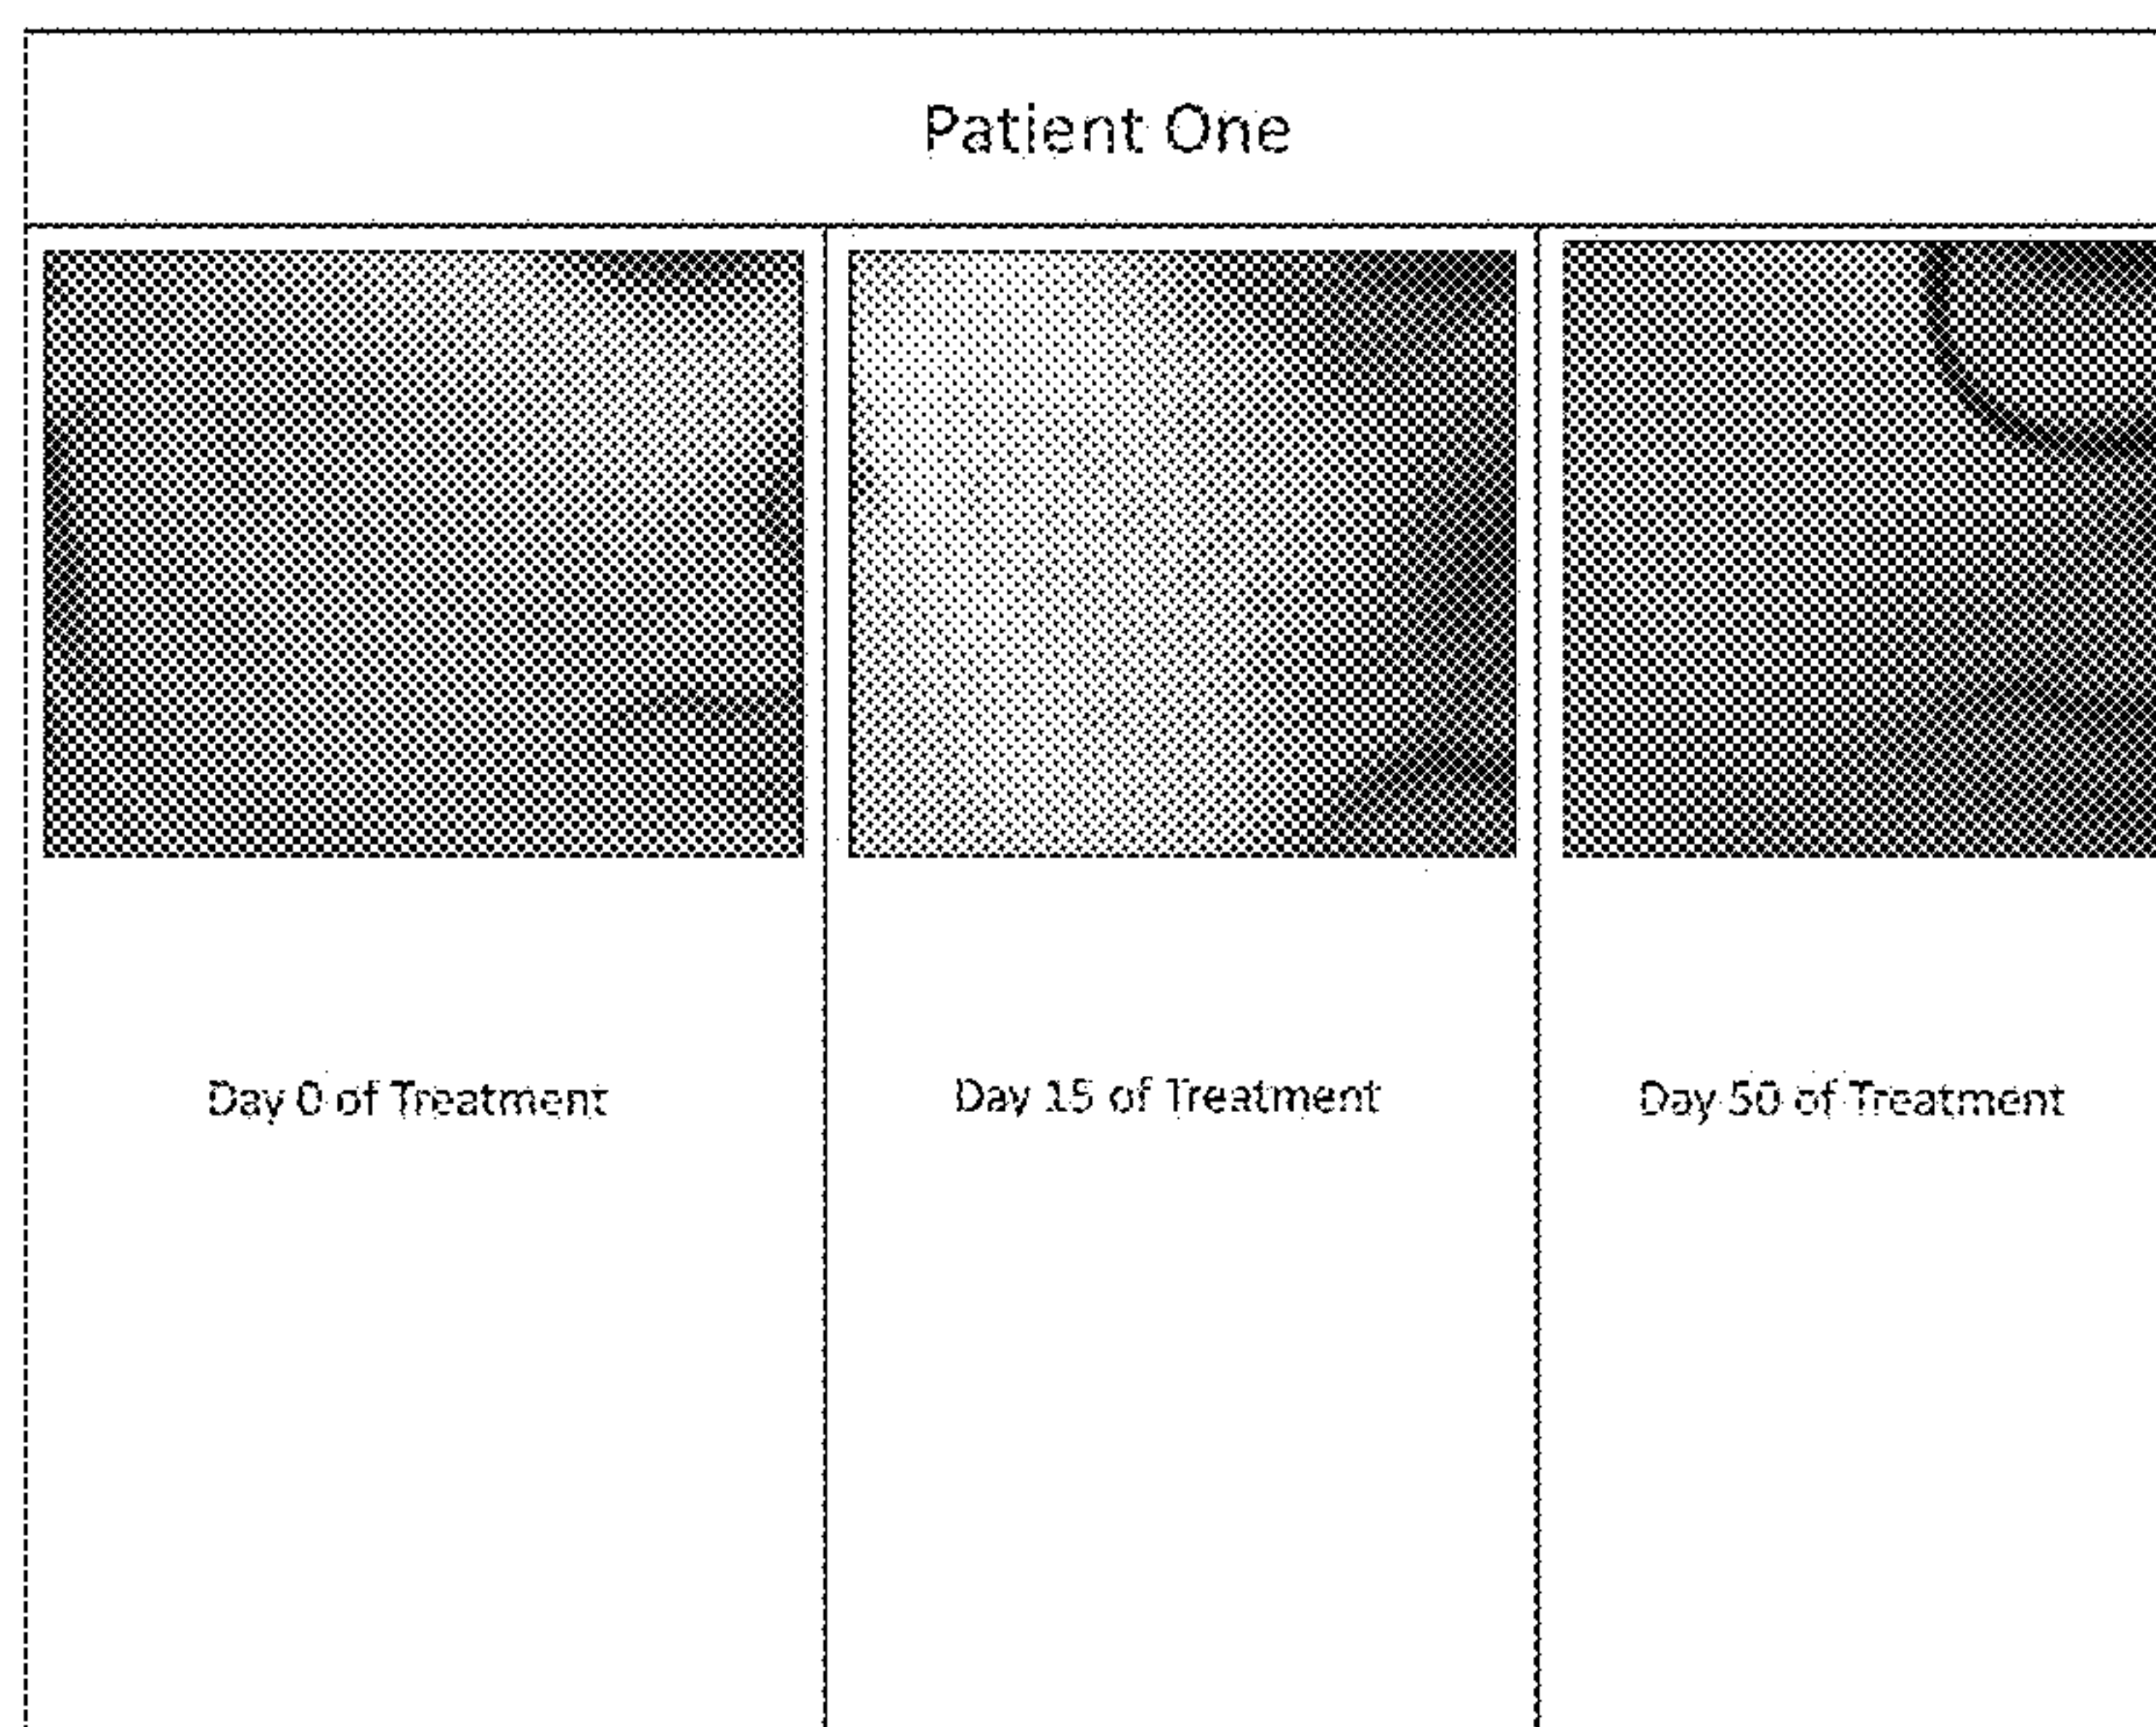 Patient One
Day 0 of Treatment
Day 15 of Treatment
Day 50 of Treatment